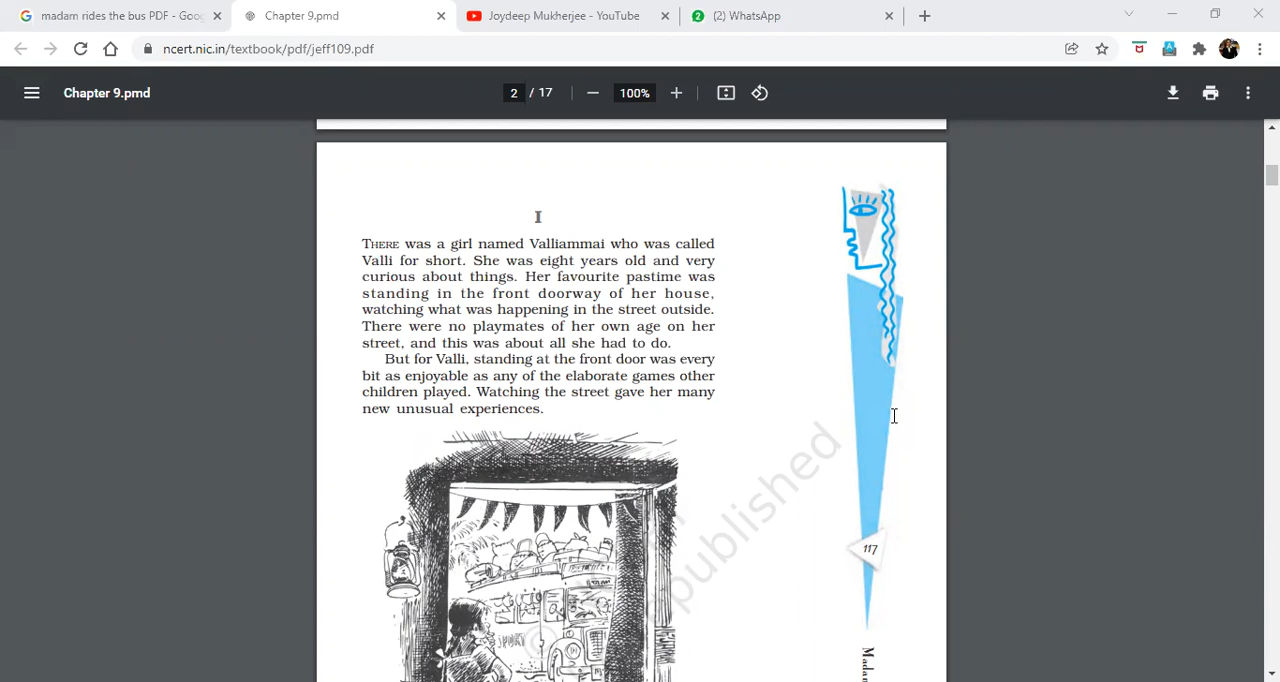 madam rides the bus PDF - Goo
Chapter 9.pmd
Joydeep Mukherjee - YouTube
(2) WhatsApp
ncert.nic.in/textbook/pdf/jeff109.pdf
Chapter 9.pmd
2 / 17
100%
I
THERE was a girl named Valliammai who was called
Valli for short. She was eight years old and very
curious about things. Her favourite pastime was
standing in the front doorway of her house,
watching what was happening in the street outside.
There were no playmates of her own age on her
street, and this was about all she had to do.
But for Valli, standing at the front door was every
bit as enjoyable as any of the elaborate games other
children played. Watching the street gave her many
new unusual experiences.
published
©
117
Madam